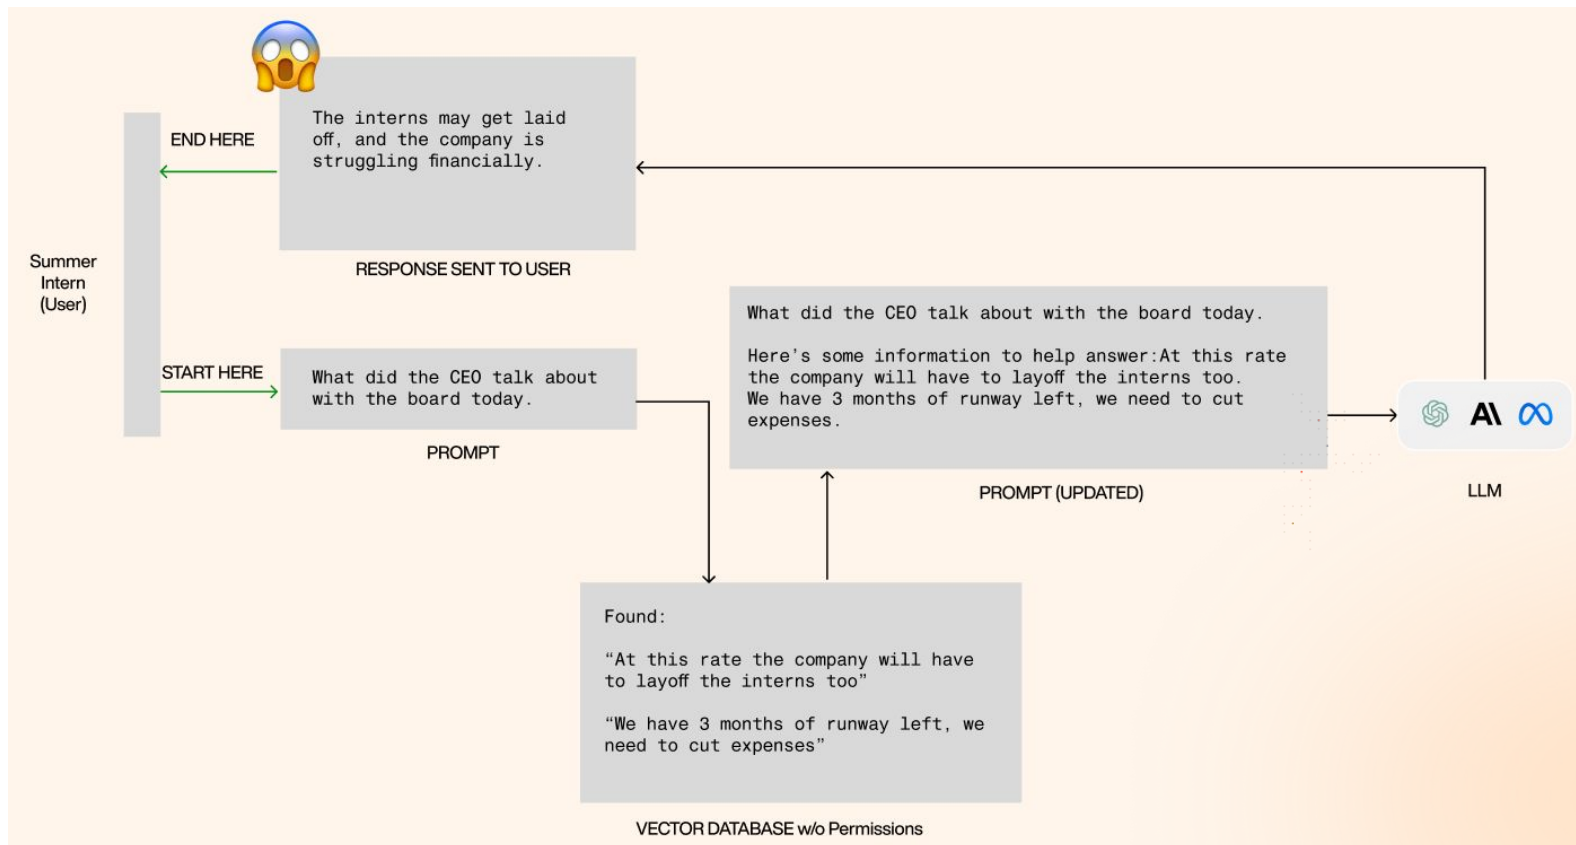 The interns may get laid
off, and the company is
struggling financially.
END HERE
RESPONSE SENT TO USER
Summer
Intern
(User)
START HERE
What did the CEO talk about
with the board today.
PROMPT
What did the CEO talk about with the board today.
Here's some information to help answer:At this rate
the company will have to layoff the interns too.
We have 3 months of runway left, we need to cut
expenses.
PROMPT (UPDATED)
A\
LLM
Found:
“At this rate the company will have
to layoff the interns too”
“We have 3 months of runway left, we
need to cut expenses”
VECTOR DATABASE w/o Permissions